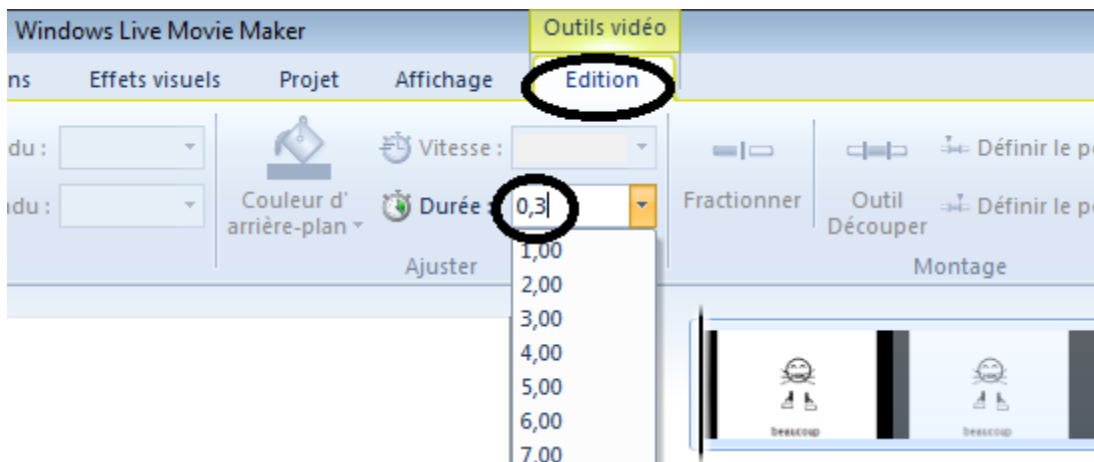 Windows Live Movie Maker
Outils vidéo
ns Effets visuels Projet Affichage Edition
du :
Vitesse :
Définir le p
du :
Couleur d'
arrière-plan
Durée : 0,3
Fractionner
Outil
Découper
Définir le p
Ajuster
Montage
1,00
2,00
3,00
4,00
5,00
6,00
7,00
beaucoup
beaucoup